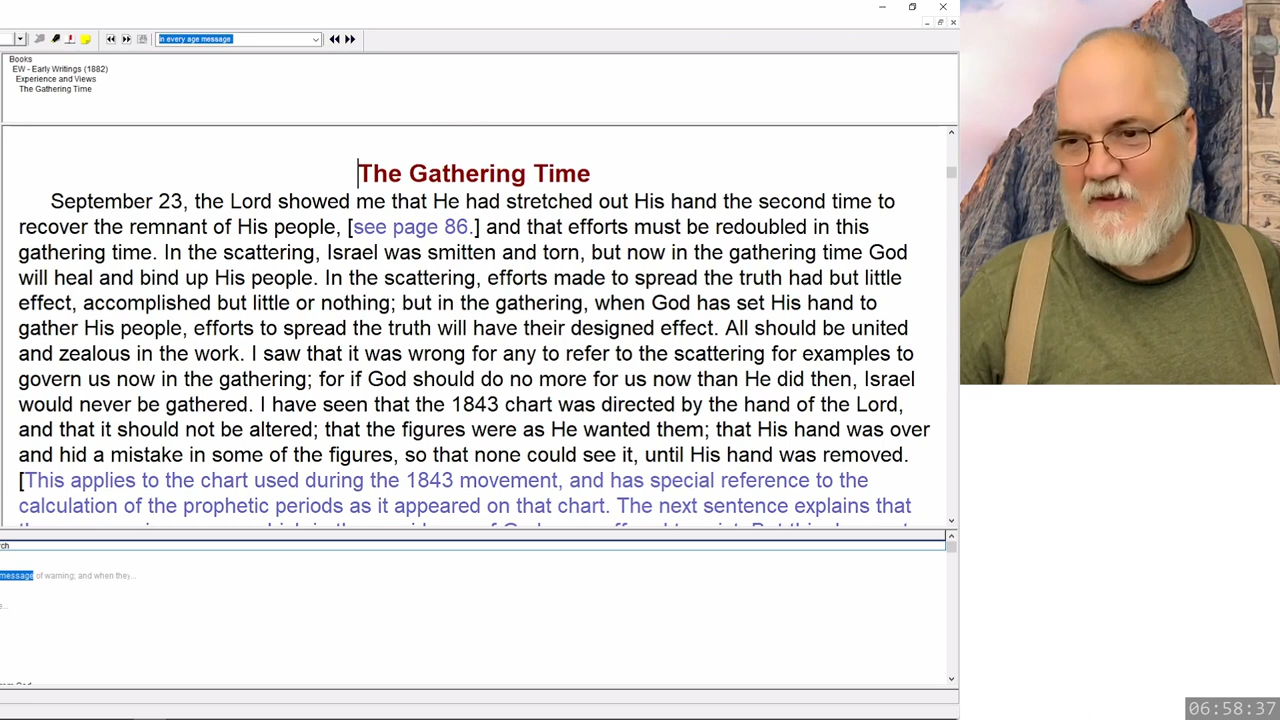 in every age message
Books
EW - Early Writings (1882)
Experience and Views
The Gathering Time
The Gathering Time
September 23, the Lord showed me that He had stretched out His hand the second time to
recover the remnant of His people, [see page 86.] and that efforts must be redoubled in this
gathering time. In the scattering, Israel was smitten and torn, but now in the gathering time God
will heal and bind up His people. In the scattering, efforts made to spread the truth had but little
effect, accomplished but little or nothing; but in the gathering, when God has set His hand to
gather His people, efforts to spread the truth will have their designed effect. All should be united
and zealous in the work. I saw that it was wrong for any to refer to the scattering for examples to
govern us now in the gathering; for if God should do no more for us now than He did then, Israel
would never be gathered. I have seen that the 1843 chart was directed by the hand of the Lord,
and that it should not be altered; that the figures were as He wanted them; that His hand was over
and hid a mistake in some of the figures, so that none could see it, until His hand was removed.
[This applies to the chart used during the 1843 movement, and has special reference to the
calculation of the prophetic periods as it appeared on that chart. The next sentence explains that
rch
message of warning; and when they...
e...
06:58:37